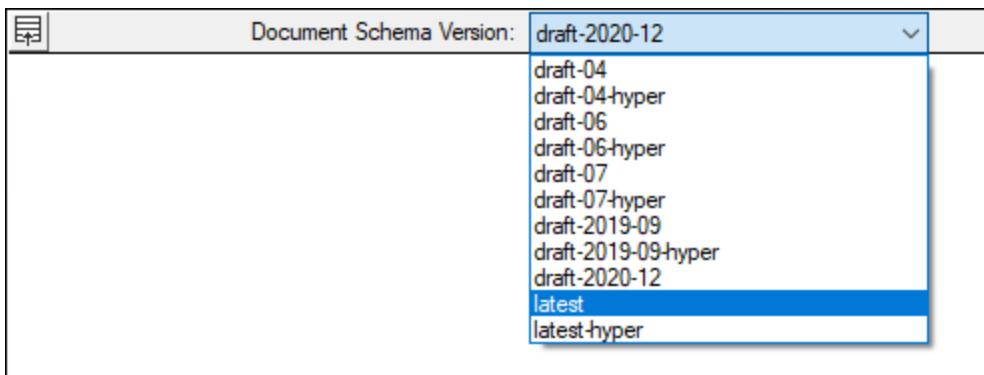 Document Schema Version: draft-2020-12
draft-04
draft-04-hyper
draft-06
draft-06-hyper
draft-07
draft-07-hyper
draft-2019-09
draft-2019-09-hyper
draft-2020-12
latest
latest-hyper